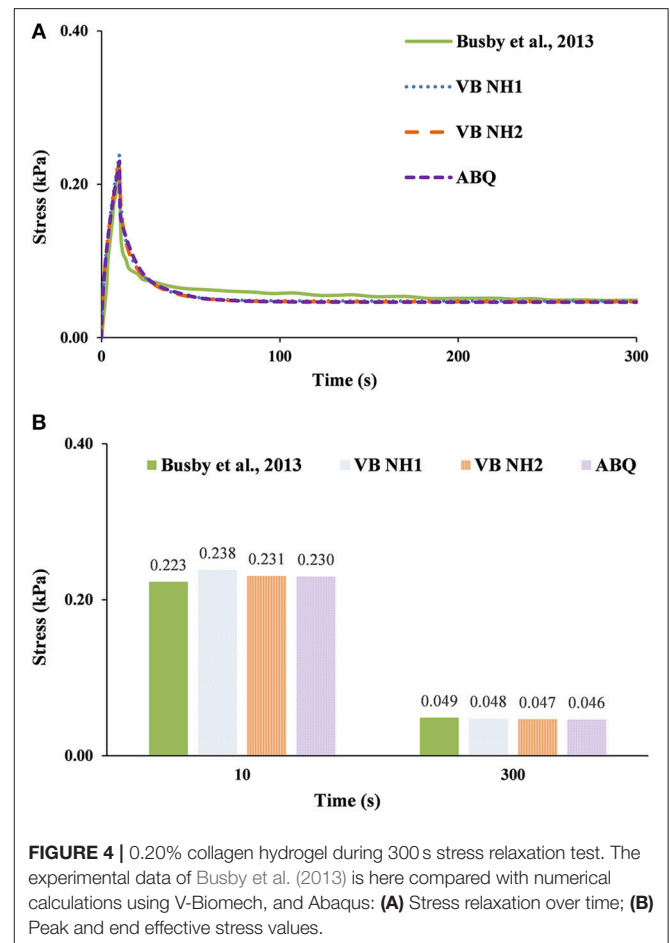 A
0.40
Busby et al., 2013
VB NH1
VB NH2
ABQ
Stress (kPa)
0.20
0.00
0
100
200
300
Time (s)
B
0.40
Busby et al., 2013
VB NH1
VB NH2
ABQ
Stress (kPa)
0.223
0.238
0.231
0.230
0.20
0.049
0.048
0.047
0.046
0.00
10
300
Time (s)
FIGURE 4 | 0.20% collagen hydrogel during 300 s stress relaxation test. The
experimental data of Busby et al. (2013) is here compared with numerical
calculations using V-Biomech, and Abaqus: (A) Stress relaxation over time; (B)
Peak and end effective stress values.